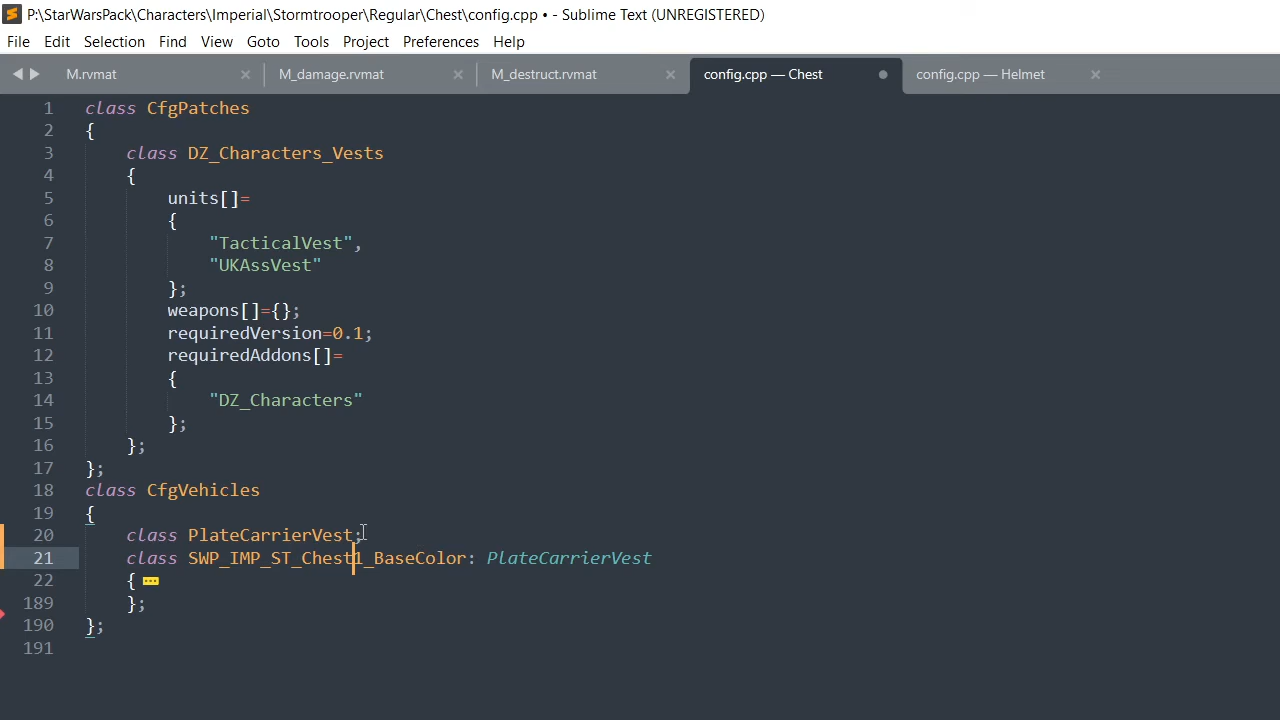 P:\StarWarsPack\Characters\Imperial\Stormtrooper\Regular\Chest\config.cpp • - Sublime Text (UNREGISTERED)
File Edit Selection Find View Goto Tools Project Preferences Help
M.rvmat M_damage.rvmat M_destruct.rvmat config.cpp — Chest config.cpp — Helmet
1 class CfgPatches
2 {
3 class DZ_Characters_Vests
4 {
5 units[]=
6 {
7 "TacticalVest",
8 "UKAssVest"
9 };
10 weapons[]={};
11 requiredVersion=0.1;
12 requiredAddons[]=
13 {
14 "DZ_Characters"
15 };
16 };
17 };
18 class CfgVehicles
19 {
20 class PlateCarrierVest;
21 class SWP_IMP_ST_Chest1_BaseColor: PlateCarrierVest
22 {
189 };
190 };
191